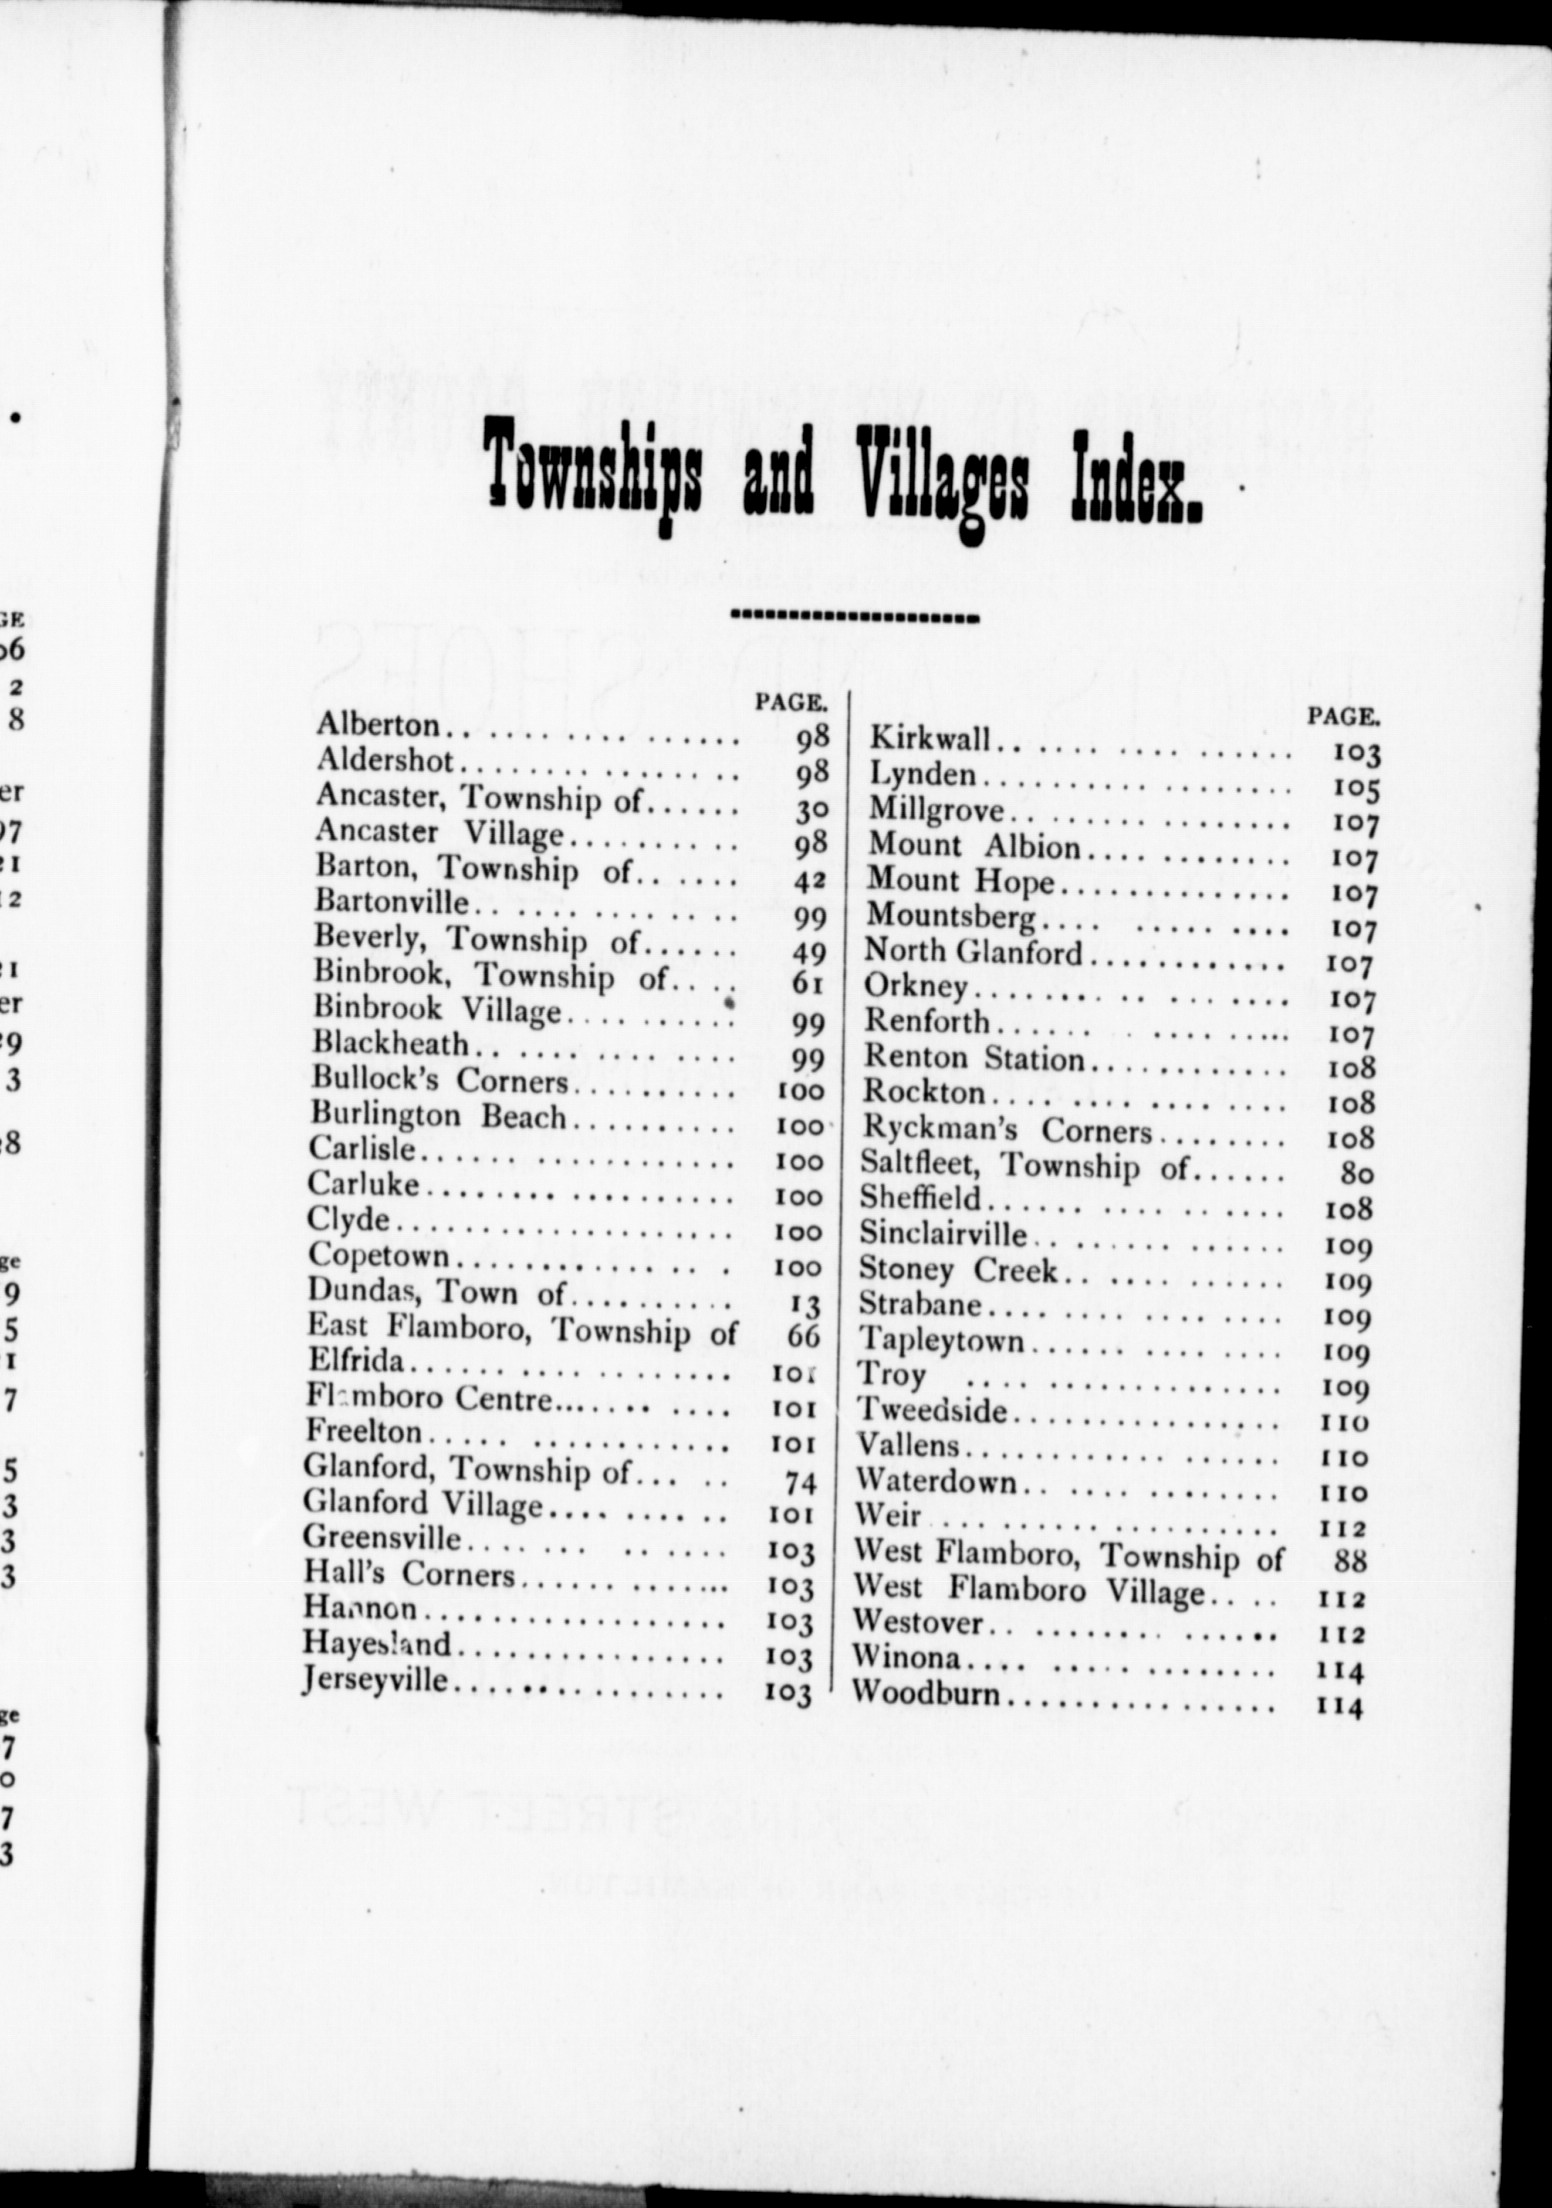 Townships and Villages Index.
PAGE.
Alberton.................. 98
Aldershot................. 98
Ancaster, Township of...... 30
Ancaster Village.......... 98
Barton, Township of...... 42
Bartonville.............. 99
Beverly, Township of...... 49
Binbrook, Township of.... 61
Binbrook Village.......... 99
Blackheath.............. 99
Bullock's Corners.......... 100
Burlington Beach.......... 100
Carlisle.................. 100
Carluke.................. 100
Clyde.................... 100
Copetown................ 100
Dundas, Town of.......... 13
East Flamboro, Township of 66
Elfrida.................. 101
Flamboro Centre.......... 101
Freelton.................. 101
Glanford, Township of..... 74
Glanford Village.......... 101
Greensville.............. 103
Hall's Corners............ 103
Hannon.................. 103
Hayesland................ 103
Jerseyville................ 103
PAGE.
Kirkwall................ 103
Lynden.................. 105
Millgrove................ 107
Mount Albion............ 107
Mount Hope.............. 107
Mountsberg............. 107
North Glanford............ 107
Orkney.................. 107
Renforth................ 107
Renton Station............ 108
Rockton................ 108
Ryckman's Corners........ 108
Saltfleet, Township of...... 80
Sheffield................ 108
Sinclairville.............. 109
Stoney Creek............ 109
Strabane................ 109
Tapleytown.............. 109
Troy .................. 109
Tweedside................ 110
Vallens.................. 110
Waterdown.............. 110
Weir .................... 112
West Flamboro, Township of 88
West Flamboro Village.... 112
Westover................ 112
Winona................. 114
Woodburn................ 114